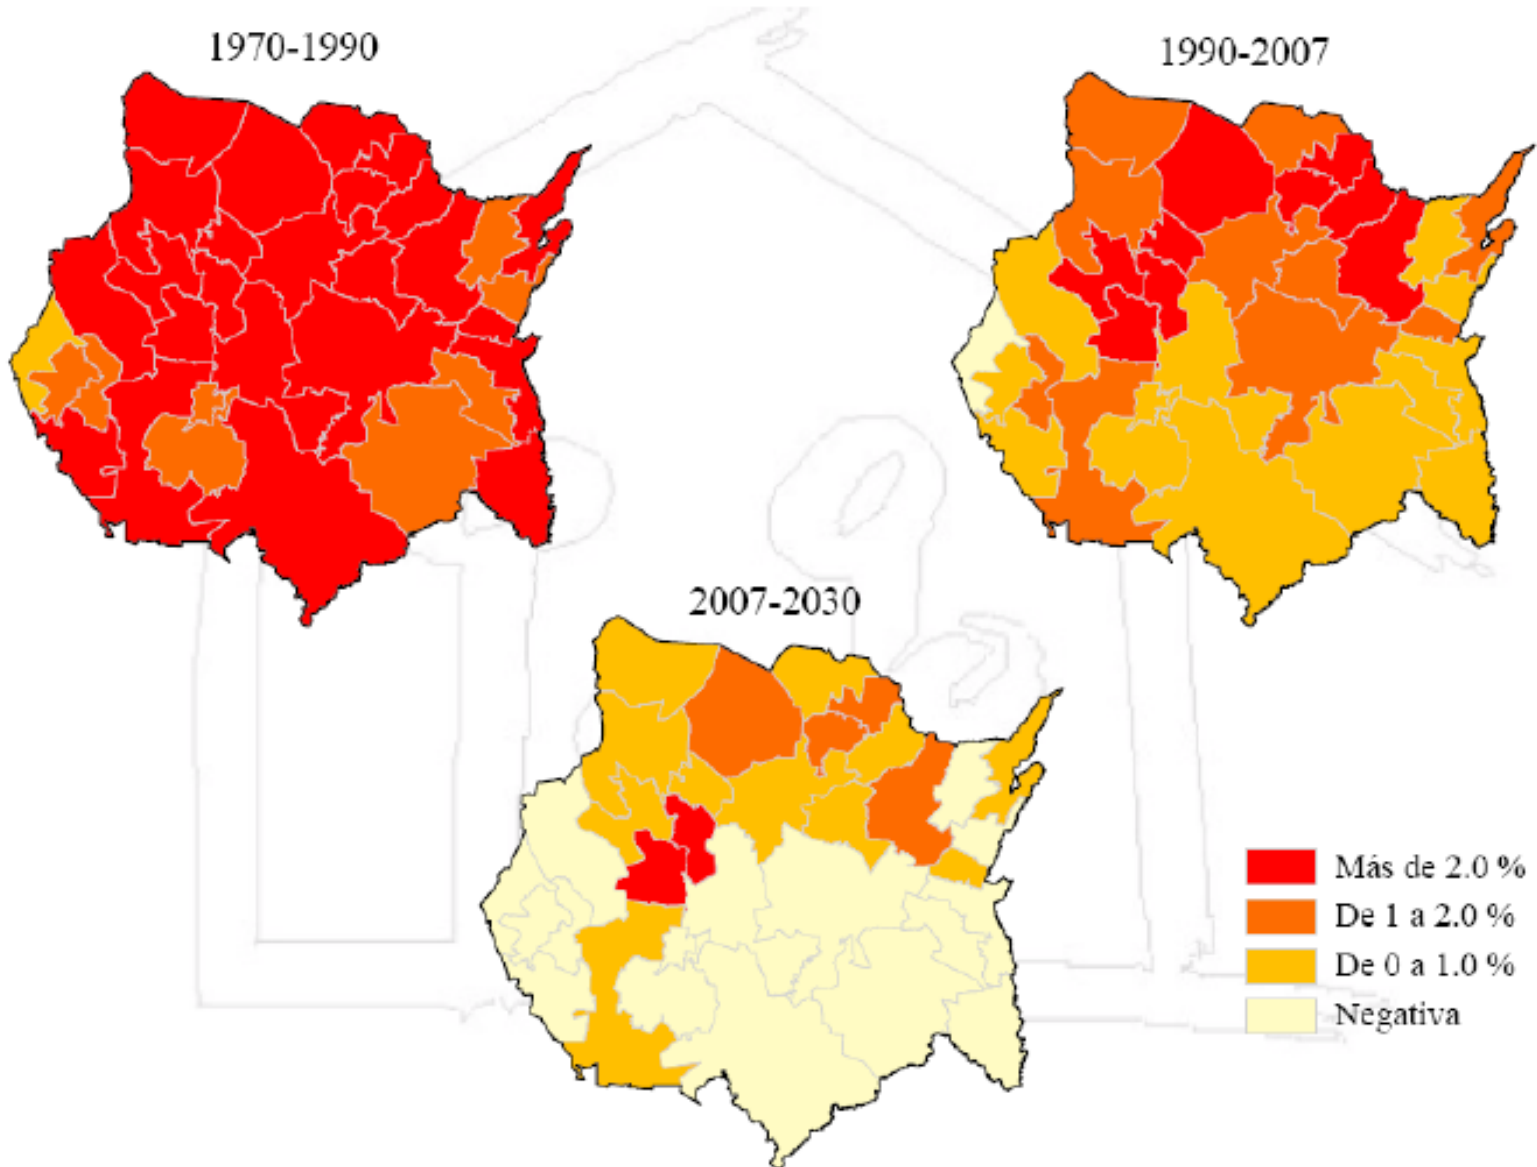 1970-1990
1990-2007
2007-2030
Más de 2.0 %
De 1 a 2.0 %
De 0 a 1.0 %
Negativa